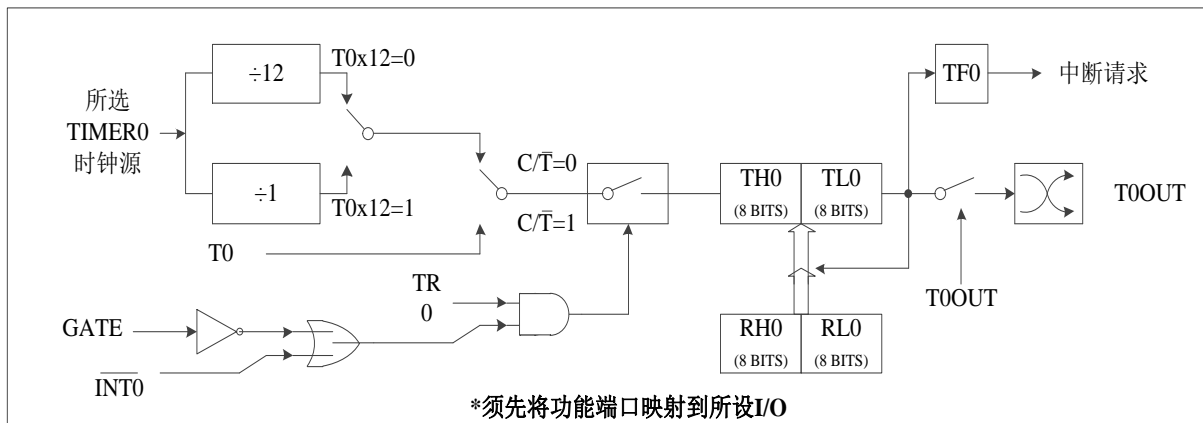 ÷12
T0x12=0
TF0
中断请求
所选
TIMER0
时钟源
÷1
T0x12=1
C/T̅=0
C/T̅=1
TH0
(8 BITS)
TL0
(8 BITS)
T0OUT
T0
TR
0
T0OUT
GATE
I̅N̅T̅0̅
RH0
(8 BITS)
RL0
(8 BITS)
*须先将功能端口映射到所设I/O